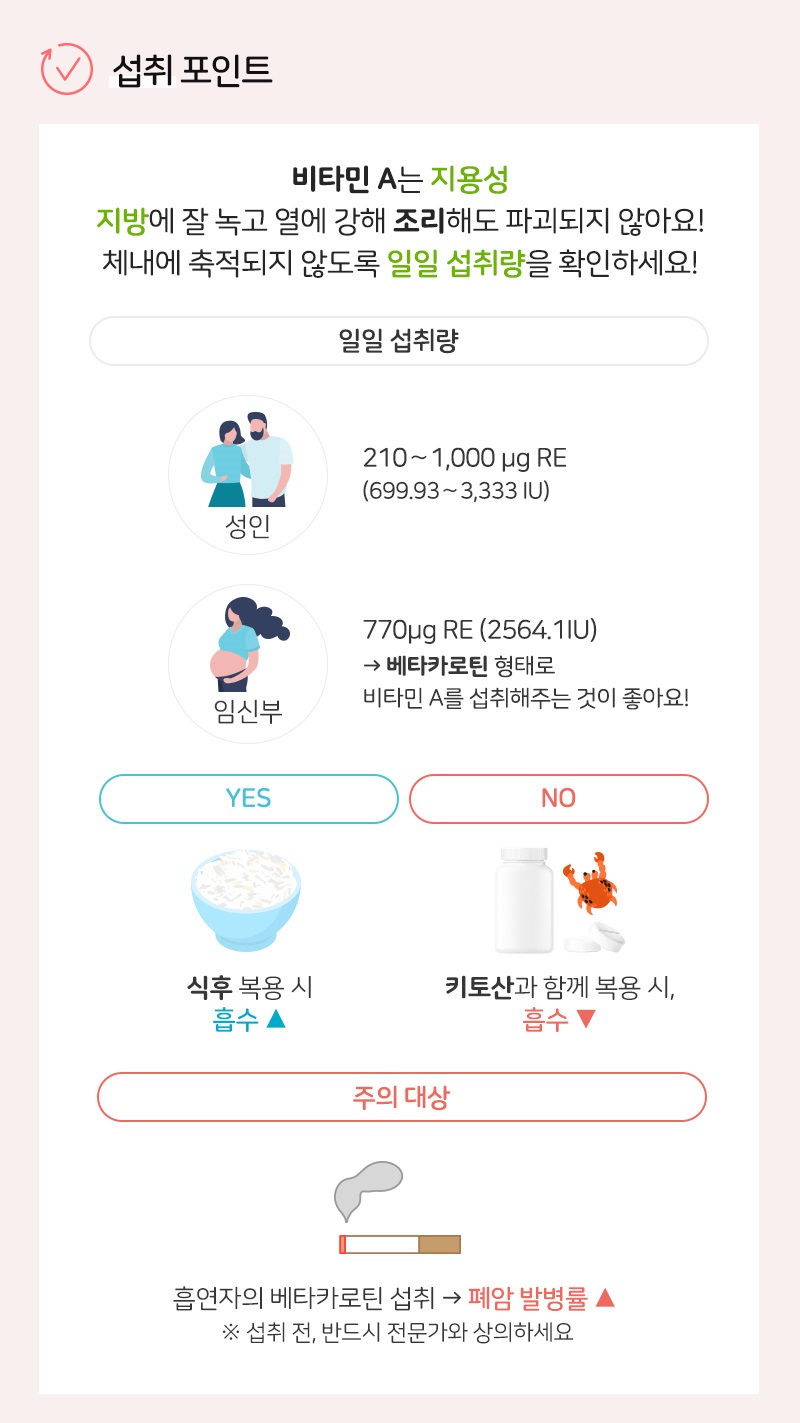 섭취 포인트
비타민 A는 지용성
지방에 잘 녹고 열에 강해 조리해도 파괴되지 않아요!
체내에 축적되지 않도록 일일 섭취량을 확인하세요!
일일 섭취량
210~1,000 µg RE
(699.93~3,333 IU)
성인
770µg RE (2564.1IU)
→ 베타카로틴 형태로
비타민 A를 섭취해주는 것이 좋아요!
임신부
YES
NO
식후 복용 시
흡수 ▲
키토산과 함께 복용 시,
흡수 ▼
주의 대상
흡연자의 베타카로틴 섭취 → 폐암 발병률 ▲
※ 섭취 전, 반드시 전문가와 상의하세요